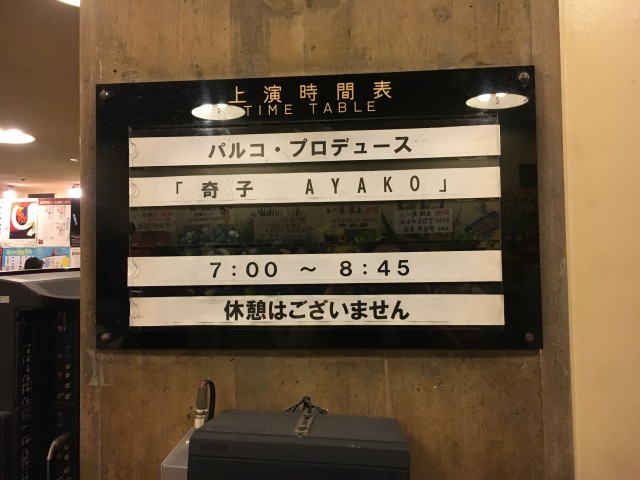 上演時間表
TIME TABLE
パルコ・プロデュース
「奇子 AYAKO」
7:00 ～ 8:45
休憩はございません